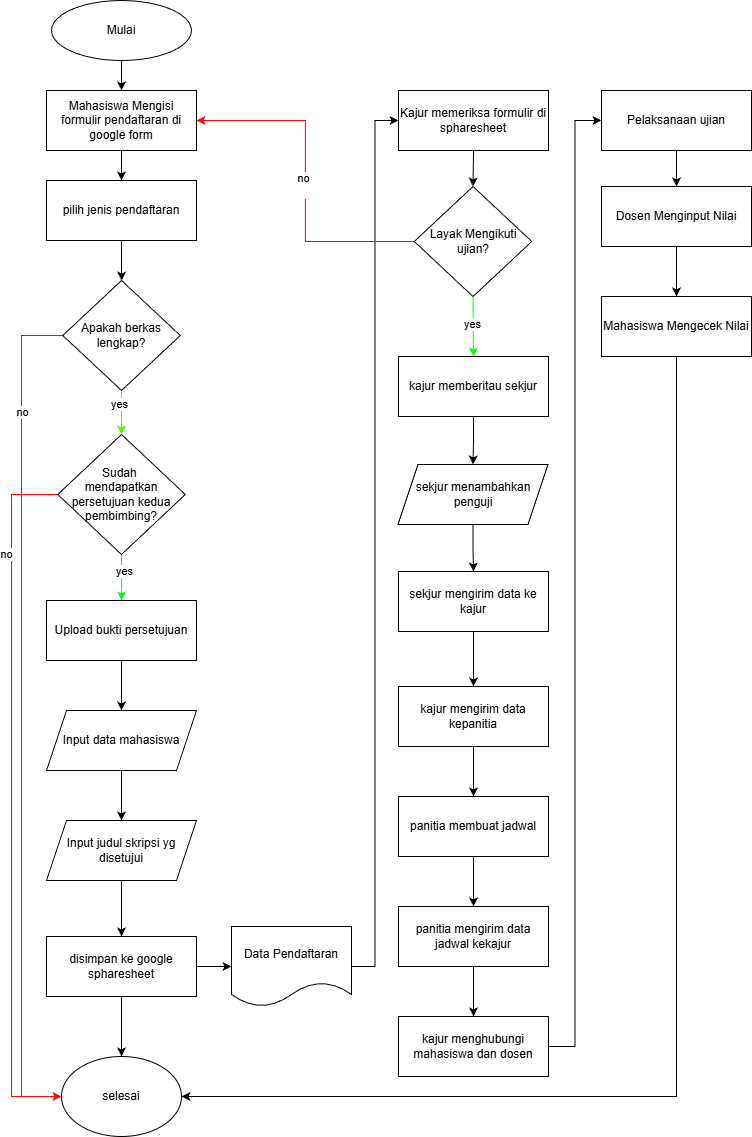 Mulai
Mahasiswa Mengisi
formulir pendaftaran di
google form
pilih jenis pendaftaran
Apakah berkas
lengkap?
no
yes
Sudah
mendapatkan
persetujuan kedua
pembimbing?
no
yes
Upload bukti persetujuan
Input data mahasiswa
Input judul skripsi yg
disetujui
disimpan ke google
spharesheet
Data Pendaftaran
selesai
Kajur memeriksa formulir di
spharesheet
no
Layak Mengikuti
ujian?
yes
kajur memberitau sekjur
sekjur menambahkan
penguji
sekjur mengirim data ke
kajur
kajur mengirim data
kepanitia
panitia membuat jadwal
panitia mengirim data
jadwal kekajur
kajur menghubungi
mahasiswa dan dosen
Pelaksanaan ujian
Dosen Menginput Nilai
Mahasiswa Mengecek Nilai